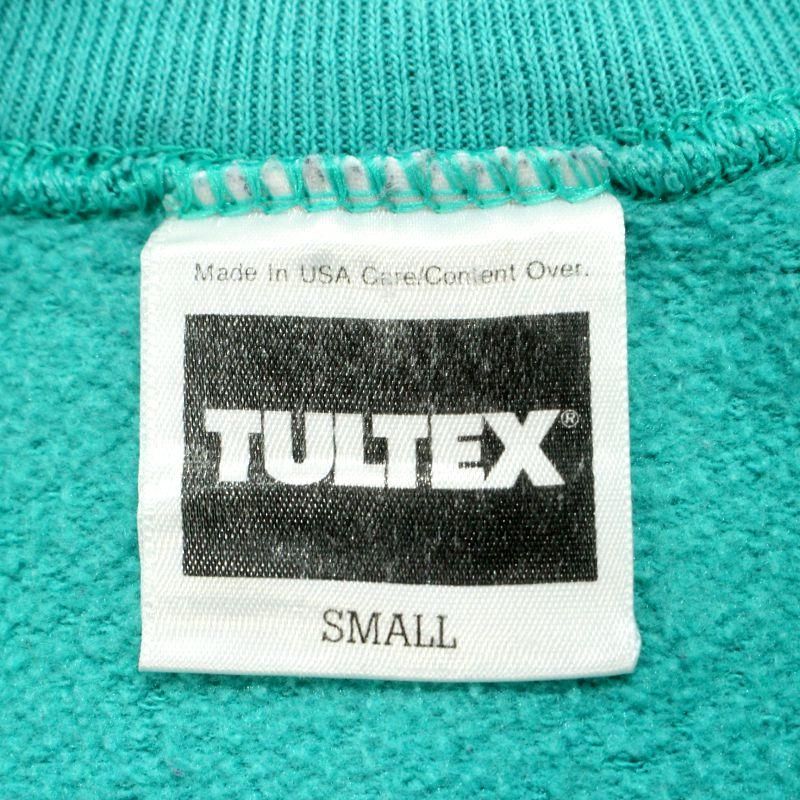 Made In USA Care/Content Over.
TULTEX®
SMALL